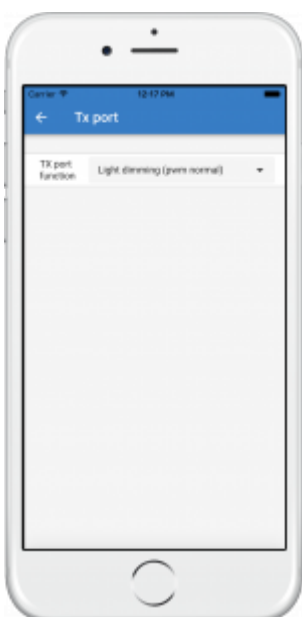 Carrier
12:17 PM
Tx port
TX port
function
Light dimming (pwm normal)